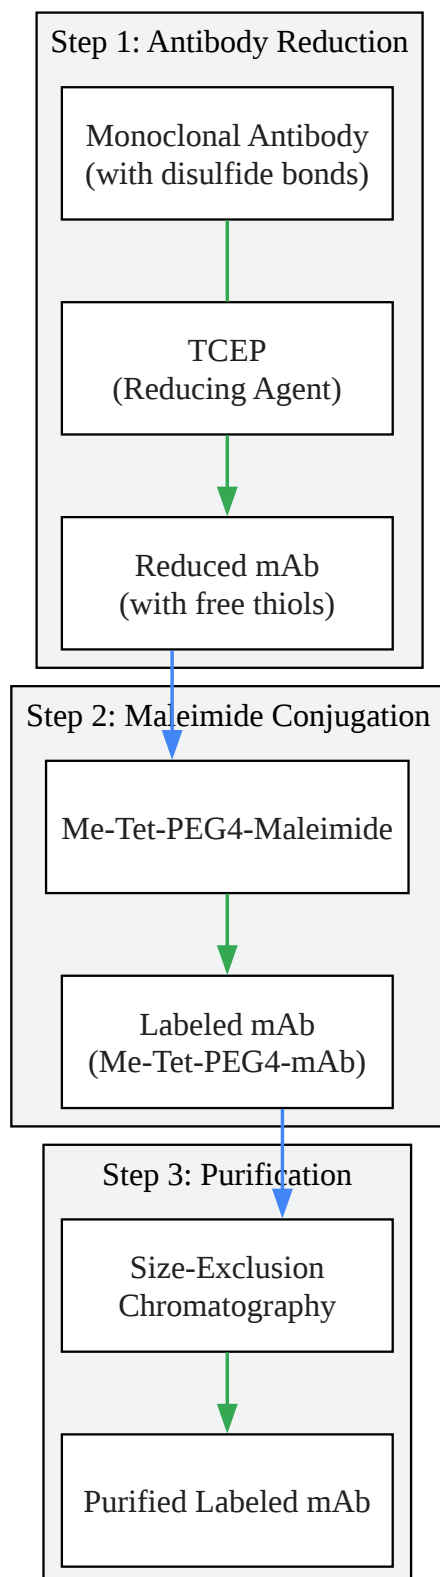 Step 1: Antibody Reduction
Monoclonal Antibody
(with disulfide bonds)
TCEP
(Reducing Agent)
Reduced mAb
(with free thiols)
Step 2: Maleimide Conjugation
Me-Tet-PEG4-Maleimide
Labeled mAb
(Me-Tet-PEG4-mAb)
Step 3: Purification
Size-Exclusion
Chromatography
Purified Labeled mAb